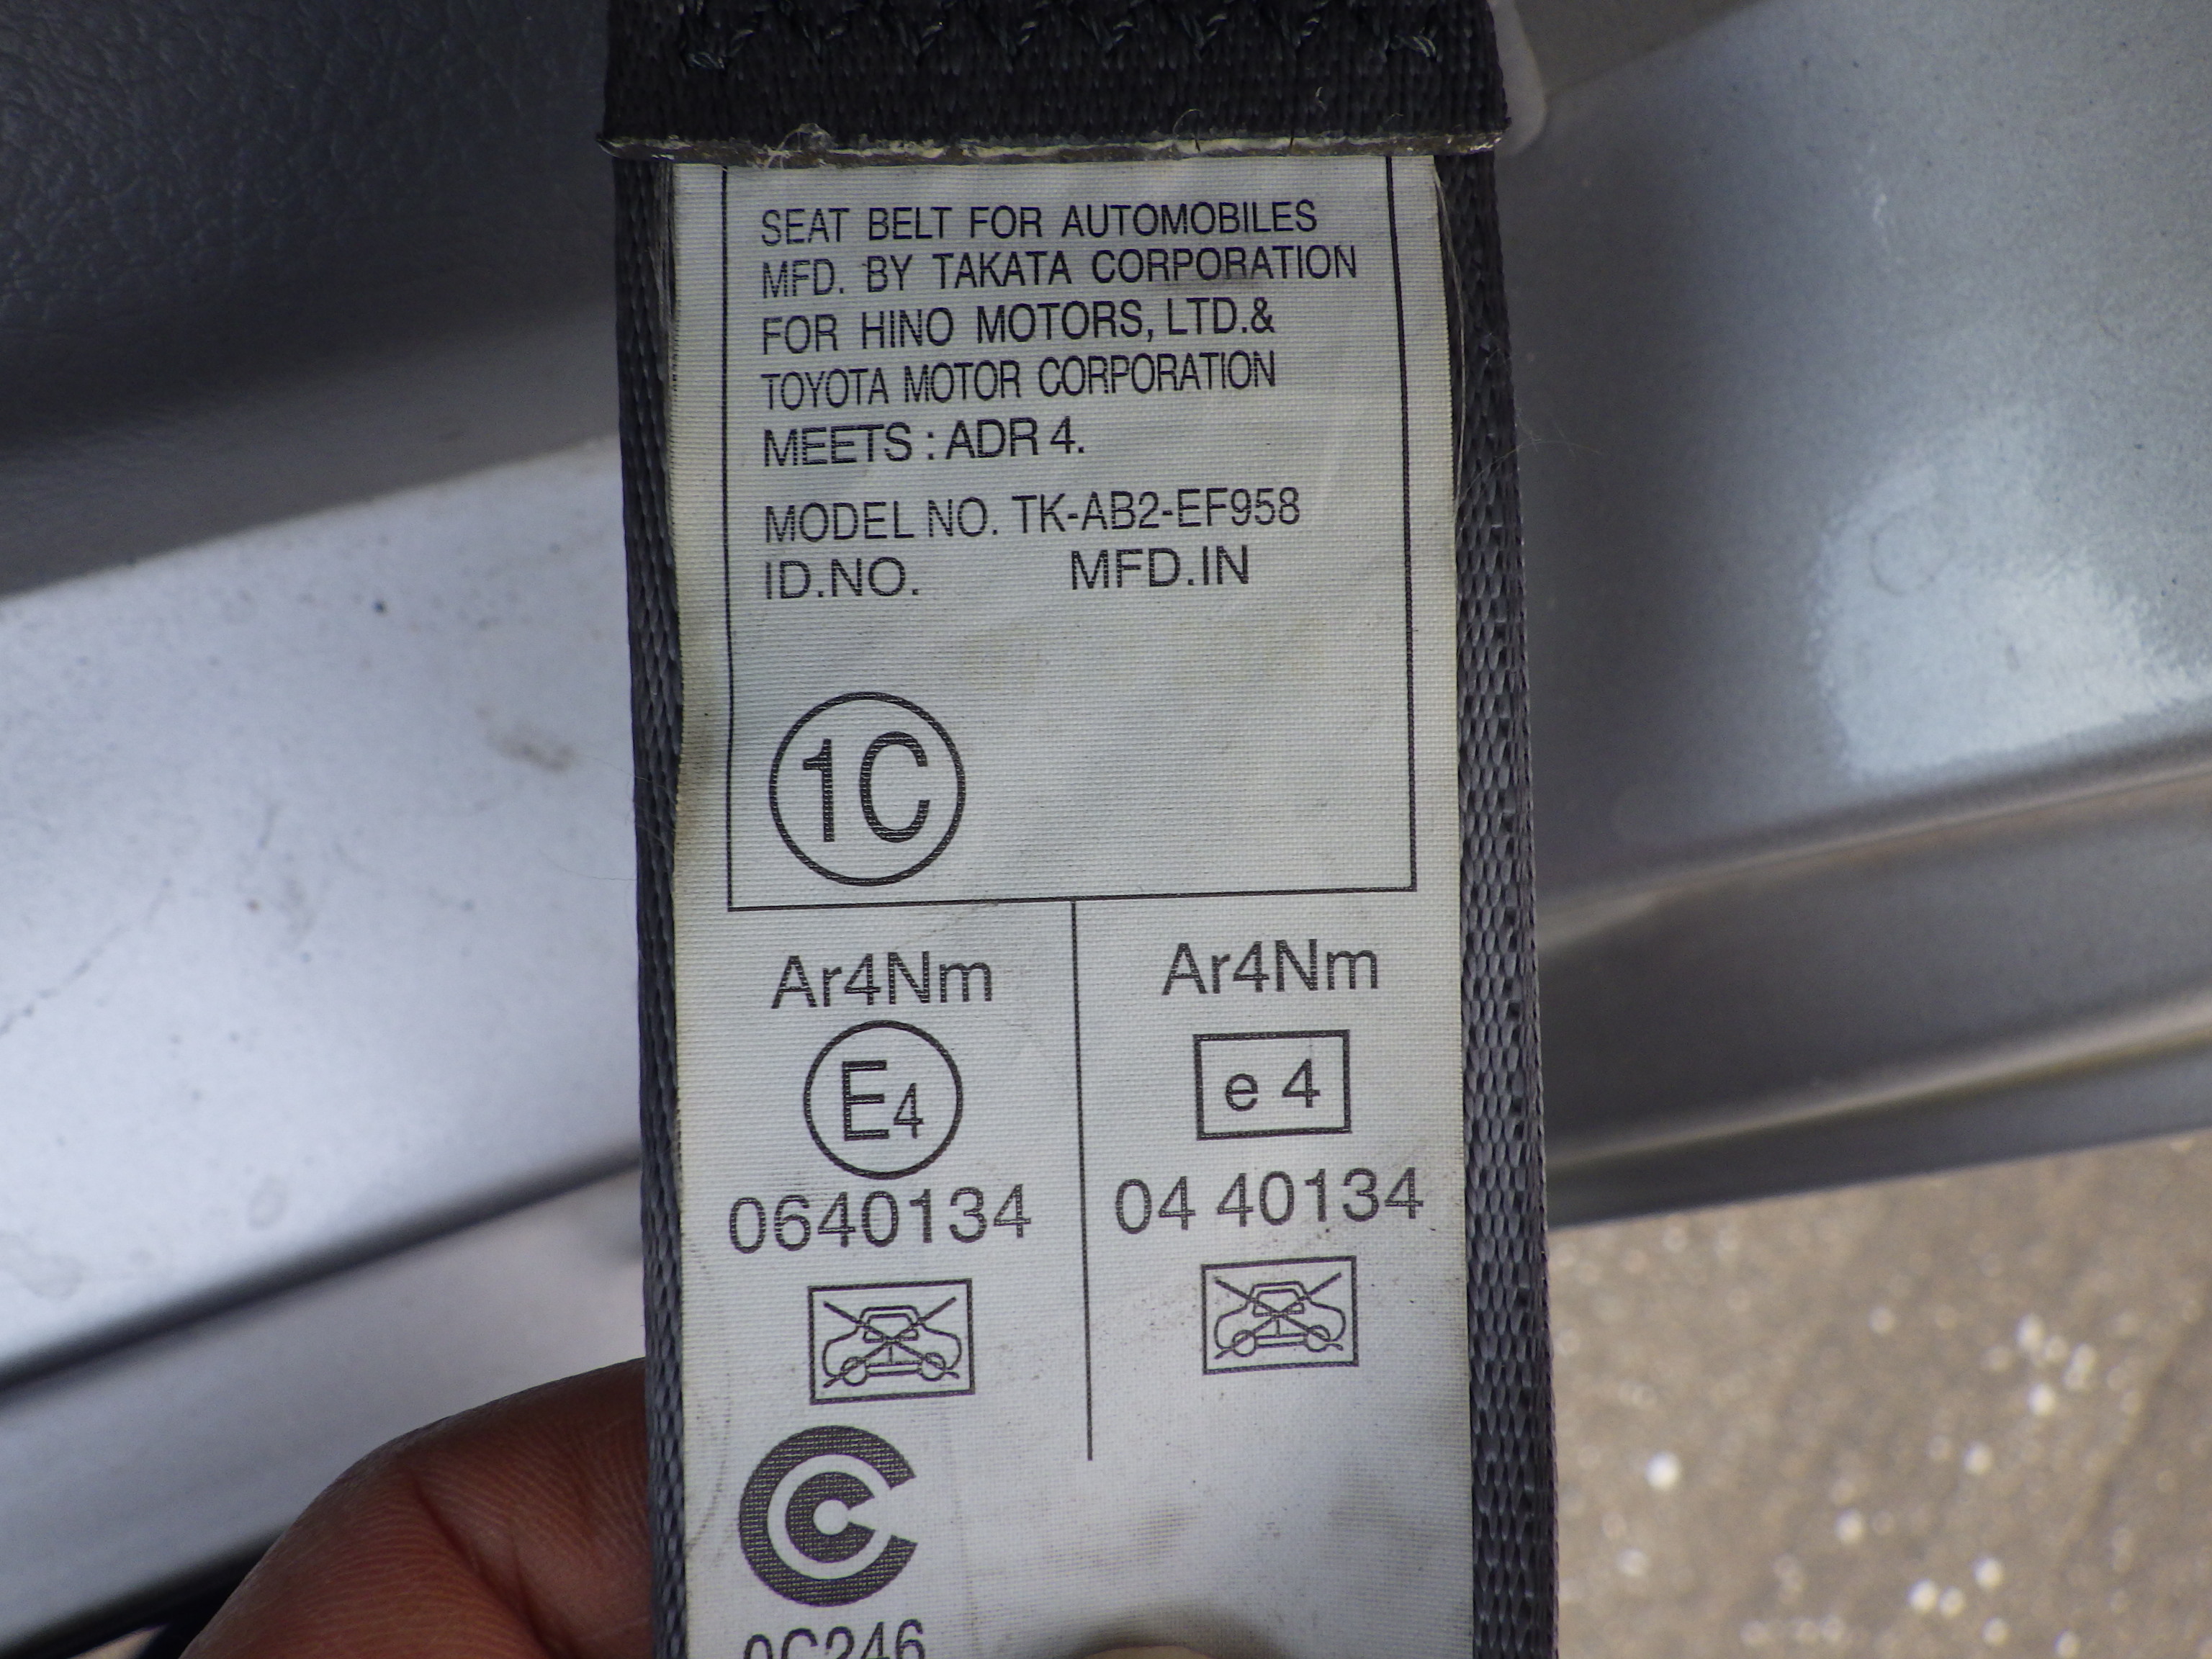 SEAT BELT FOR AUTOMOBILES
MFD. BY TAKATA CORPORATION
FOR HINO MOTORS, LTD.&
TOYOTA MOTOR CORPORATION
MEETS : ADR 4.
MODEL NO. TK-AB2-EF958
ID.NO. MFD.IN
1C
Ar4Nm
E4
0640134
Ar4Nm
e 4
04 40134
C